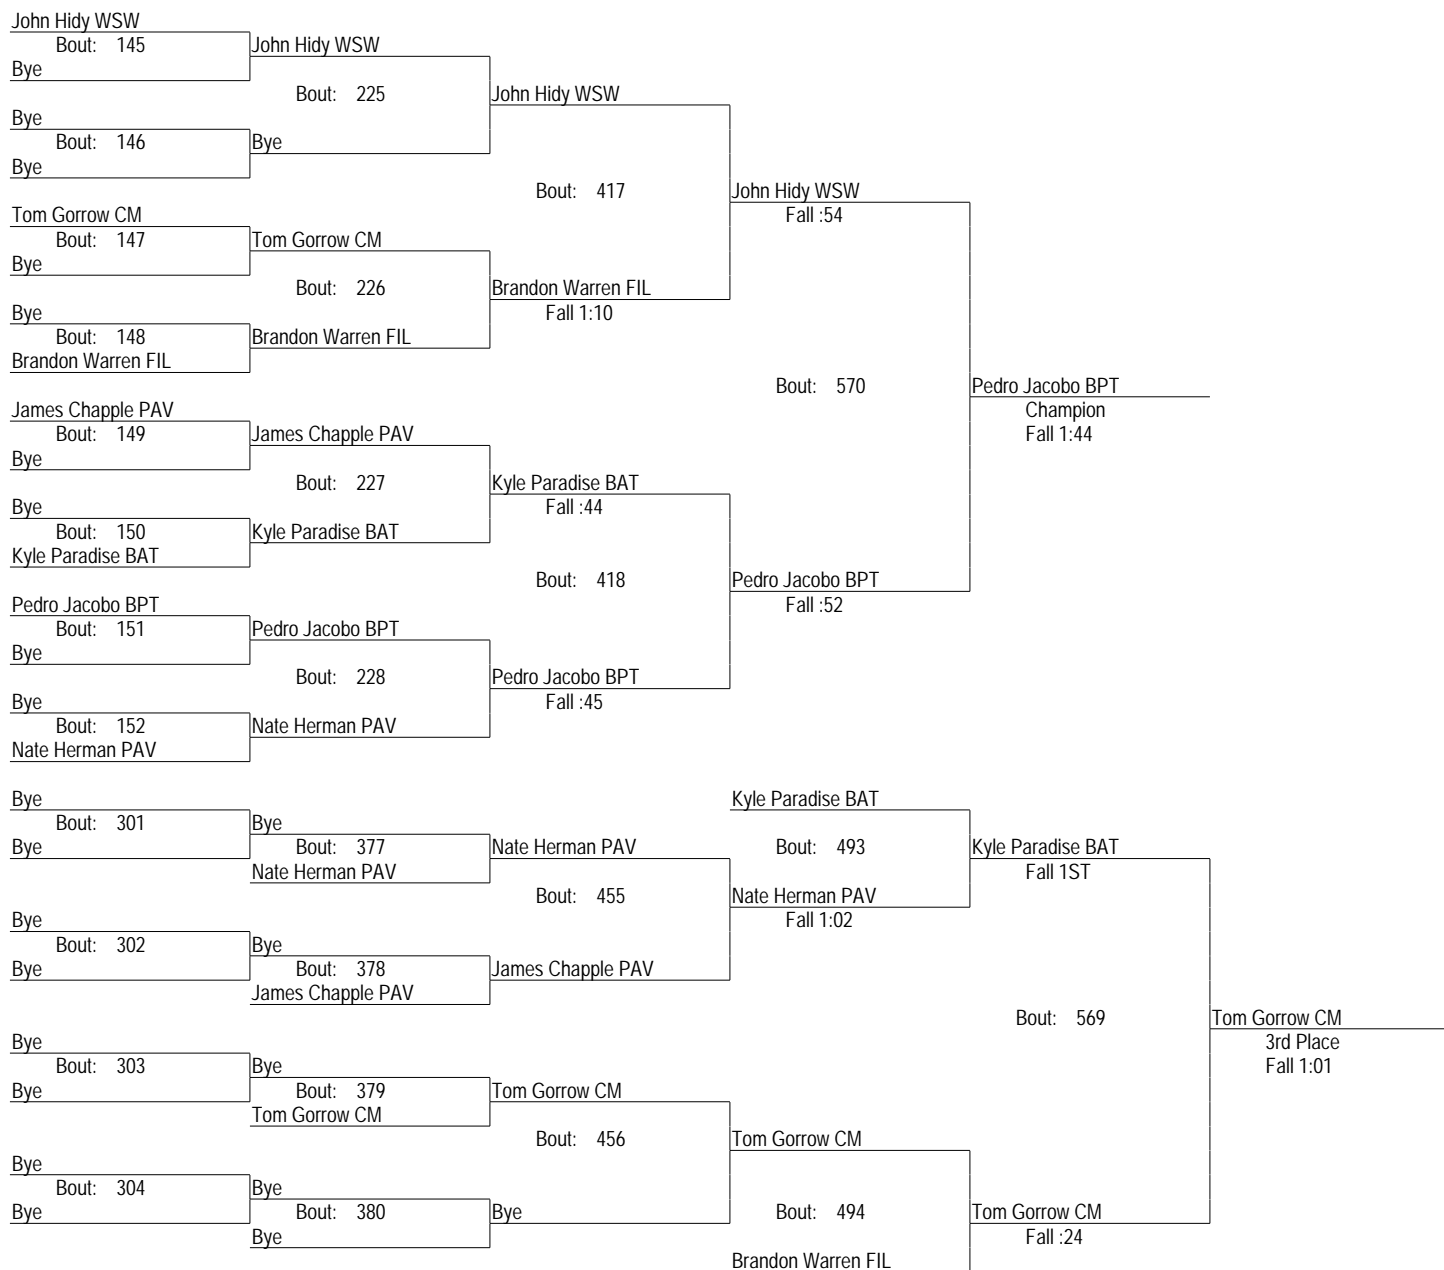 John Hidy WSW
Bout: 145
John Hidy WSW
Bye
Bout: 225
John Hidy WSW
Bye
Bout: 146
Bye
Bye
Bout: 417
John Hidy WSW
Fall :54
Tom Gorrow CM
Bout: 147
Tom Gorrow CM
Bye
Bout: 226
Brandon Warren FIL
Fall 1:10
Bye
Bout: 148
Brandon Warren FIL
Brandon Warren FIL
Bout: 570
Pedro Jacobo BPT
Champion
Fall 1:44
James Chapple PAV
Bout: 149
James Chapple PAV
Bye
Bout: 227
Kyle Paradise BAT
Fall :44
Bye
Bout: 150
Kyle Paradise BAT
Kyle Paradise BAT
Bout: 418
Pedro Jacobo BPT
Fall :52
Pedro Jacobo BPT
Bout: 151
Pedro Jacobo BPT
Bye
Bout: 228
Pedro Jacobo BPT
Fall :45
Bye
Bout: 152
Nate Herman PAV
Nate Herman PAV
Bye
Kyle Paradise BAT
Bout: 301
Bye
Bye
Bout: 377
Nate Herman PAV
Bout: 493
Kyle Paradise BAT
Fall 1ST
Nate Herman PAV
Bout: 455
Nate Herman PAV
Fall 1:02
Bye
Bout: 302
Bye
Bye
Bout: 378
James Chapple PAV
James Chapple PAV
Bout: 569
Tom Gorrow CM
3rd Place
Fall 1:01
Bye
Bout: 303
Bye
Bye
Bout: 379
Tom Gorrow CM
Tom Gorrow CM
Bout: 456
Tom Gorrow CM
Bye
Bout: 304
Bye
Bye
Bout: 380
Bye
Bout: 494
Tom Gorrow CM
Fall :24
Bye
Brandon Warren FIL